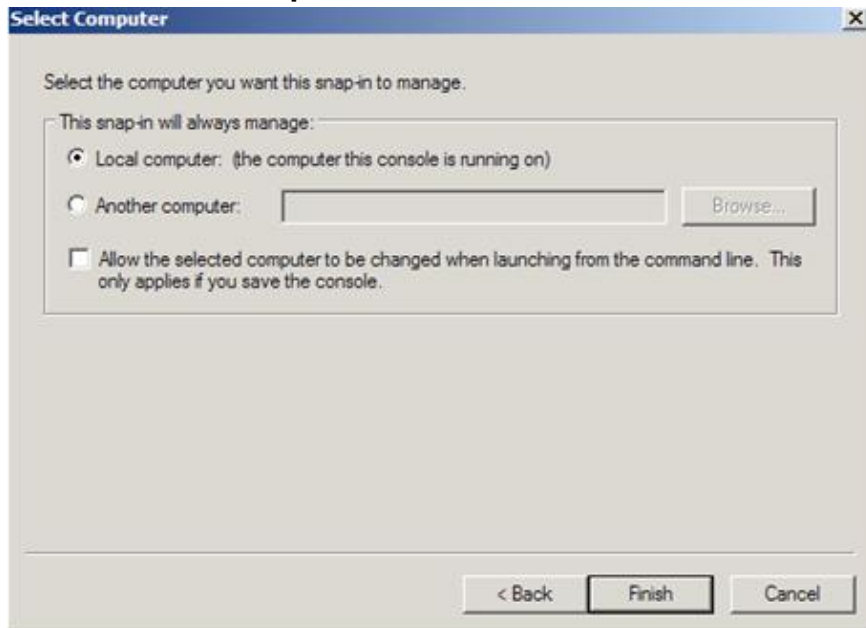 Select Computer
Select the computer you want this snap-in to manage.
This snap-in will always manage:
Local computer: (the computer this console is running on)
Another computer:
Browse...
Allow the selected computer to be changed when launching from the command line. This
only applies if you save the console.
< Back
Finish
Cancel